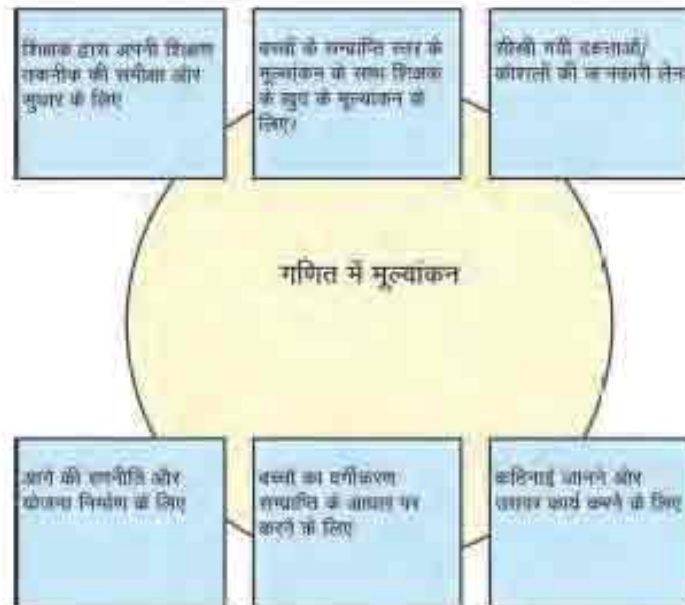 शिक्षक द्वारा अपनी शिक्षण
तकनीक की समीक्षा और
सुधार के लिए
बच्चों के सम्प्राप्ति स्तर के
मूल्यांकन के साथ शिक्षक
के खुद के मूल्यांकन के
लिए।
सीखी गयी दक्षताओं/
कौशलों की जानकारी लेना
गणित में मूल्यांकन
आगे की रणनीति और
योजना निर्माण के लिए
बच्चों का वर्गीकरण
सम्प्राप्ति के आधार पर
करने के लिए
कठिनाई जानने और
उसपर कार्य करने के लिए